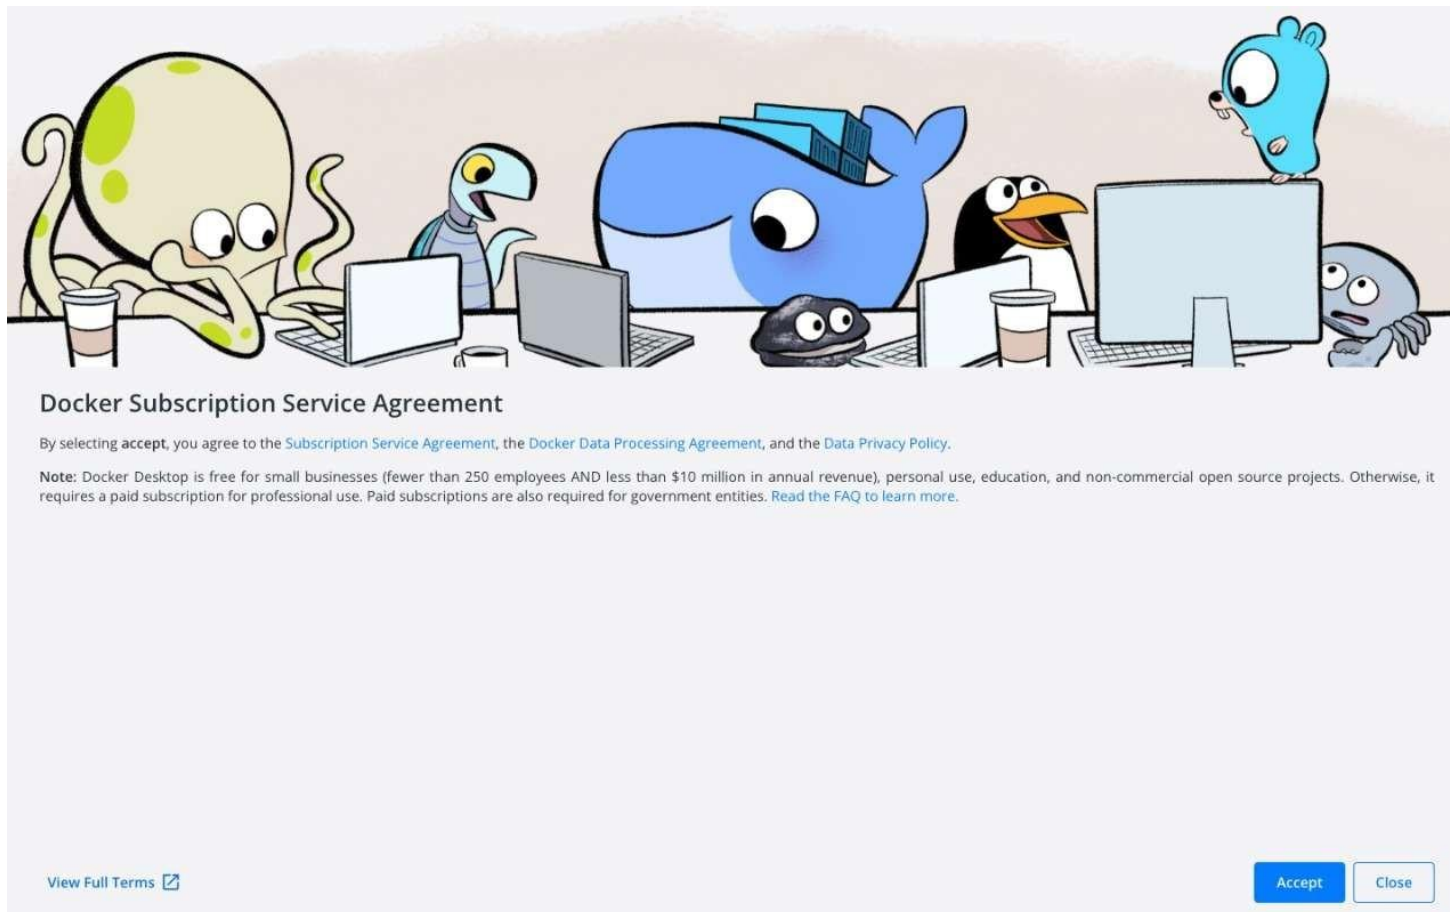 Docker Subscription Service Agreement
By selecting accept, you agree to the Subscription Service Agreement, the Docker Data Processing Agreement, and the Data Privacy Policy.
Note: Docker Desktop is free for small businesses (fewer than 250 employees AND less than $10 million in annual revenue), personal use, education, and non-commercial open source projects. Otherwise, it
requires a paid subscription for professional use. Paid subscriptions are also required for government entities. Read the FAQ to learn more.
View Full Terms
Accept
Close